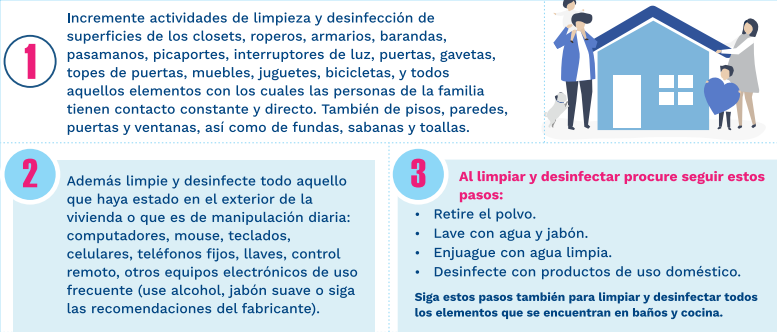 1
Incremente actividades de limpieza y desinfección de
superficies de los closets, roperos, armarios, barandas,
pasamanos, picaportes, interruptores de luz, puertas, gavetas,
topes de puertas, muebles, juguetes, bicicletas, y todos
aquellos elementos con los cuales las personas de la familia
tienen contacto constante y directo. También de pisos, paredes,
puertas y ventanas, así como de fundas, sabanas y toallas.
2
Además limpie y desinfecte todo aquello
que haya estado en el exterior de la
vivienda o que es de manipulación diaria:
computadores, mouse, teclados,
celulares, teléfonos fijos, llaves, control
remoto, otros equipos electrónicos de uso
frecuente (use alcohol, jabón suave o siga
las recomendaciones del fabricante).
3
Al limpiar y desinfectar procure seguir estos
pasos:
• Retire el polvo.
• Lave con agua y jabón.
• Enjuague con agua limpia.
• Desinfecte con productos de uso doméstico.
Siga estos pasos también para limpiar y desinfectar todos
los elementos que se encuentran en baños y cocina.